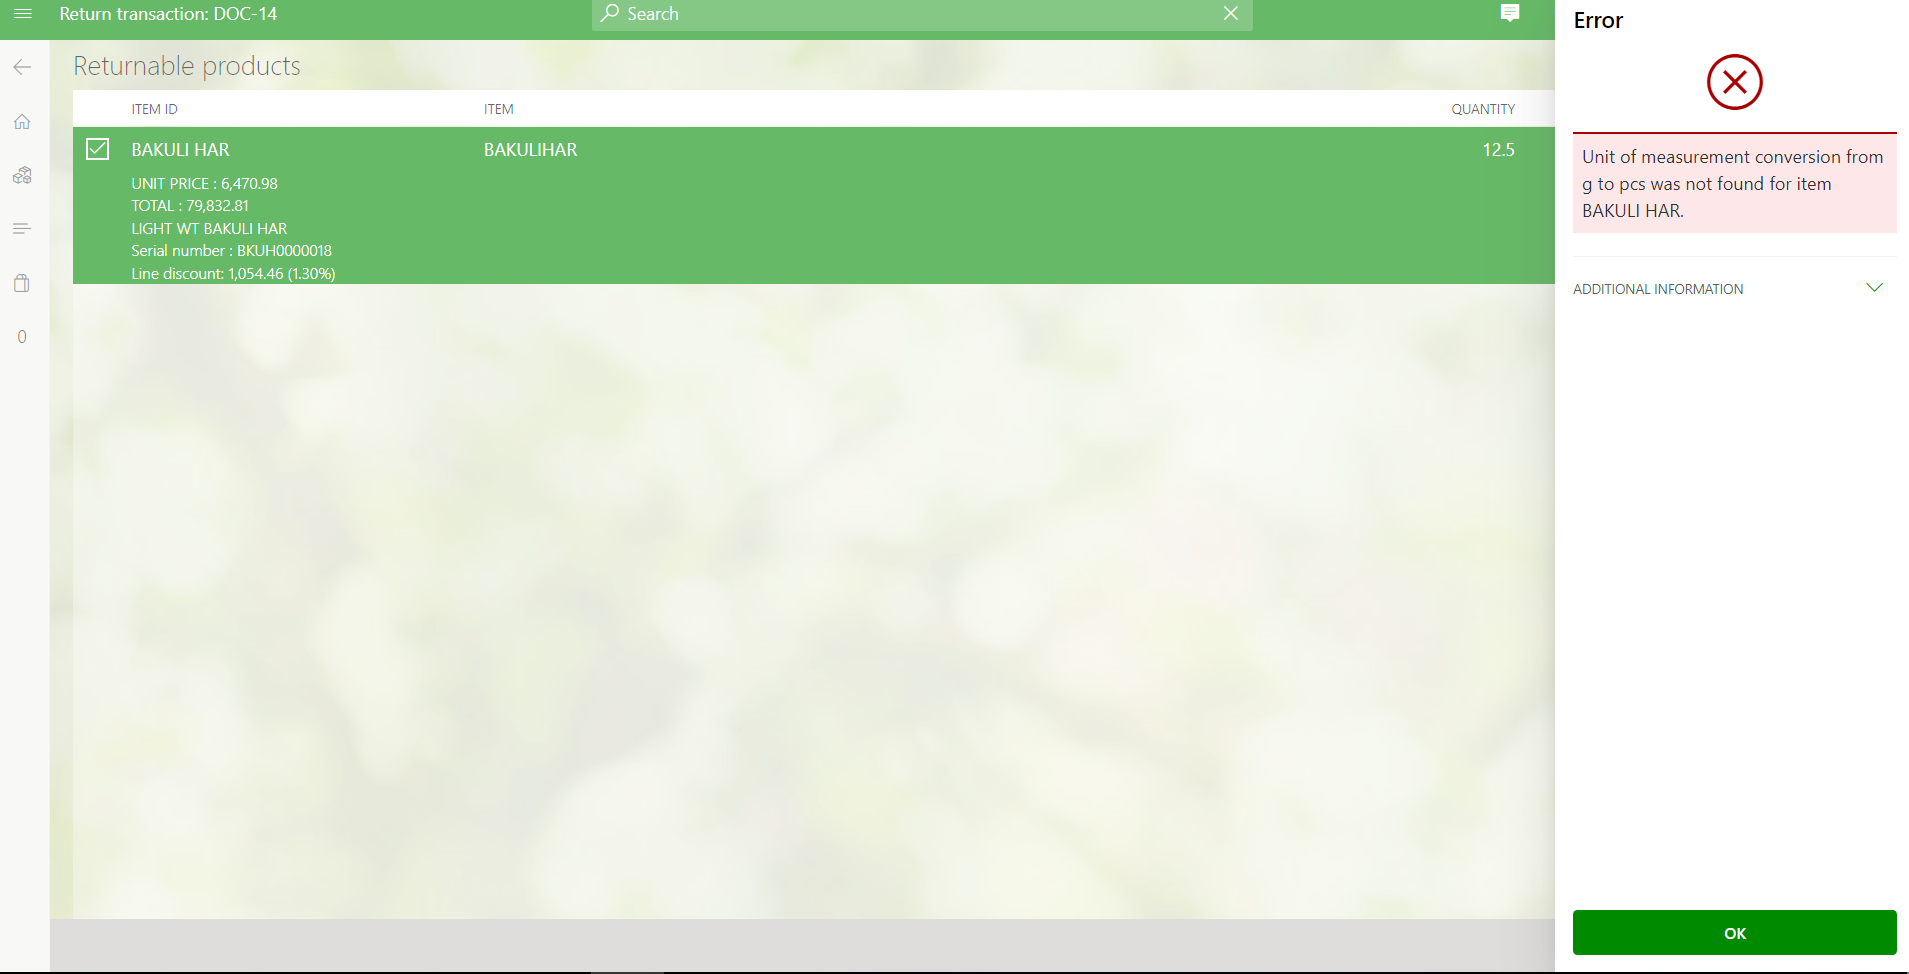 Return transaction: DOC-14
Search
Error
Returnable products
ITEM ID ITEM QUANTITY
BAKULI HAR BAKULIHAR 12.5
UNIT PRICE : 6,470.98
TOTAL : 79,832.81
LIGHT WT BAKULI HAR
Serial number : BKUH0000018
Line discount: 1,054.46 (1.30%)
0
Unit of measurement conversion from
g to pcs was not found for item
BAKULI HAR.
ADDITIONAL INFORMATION
OK